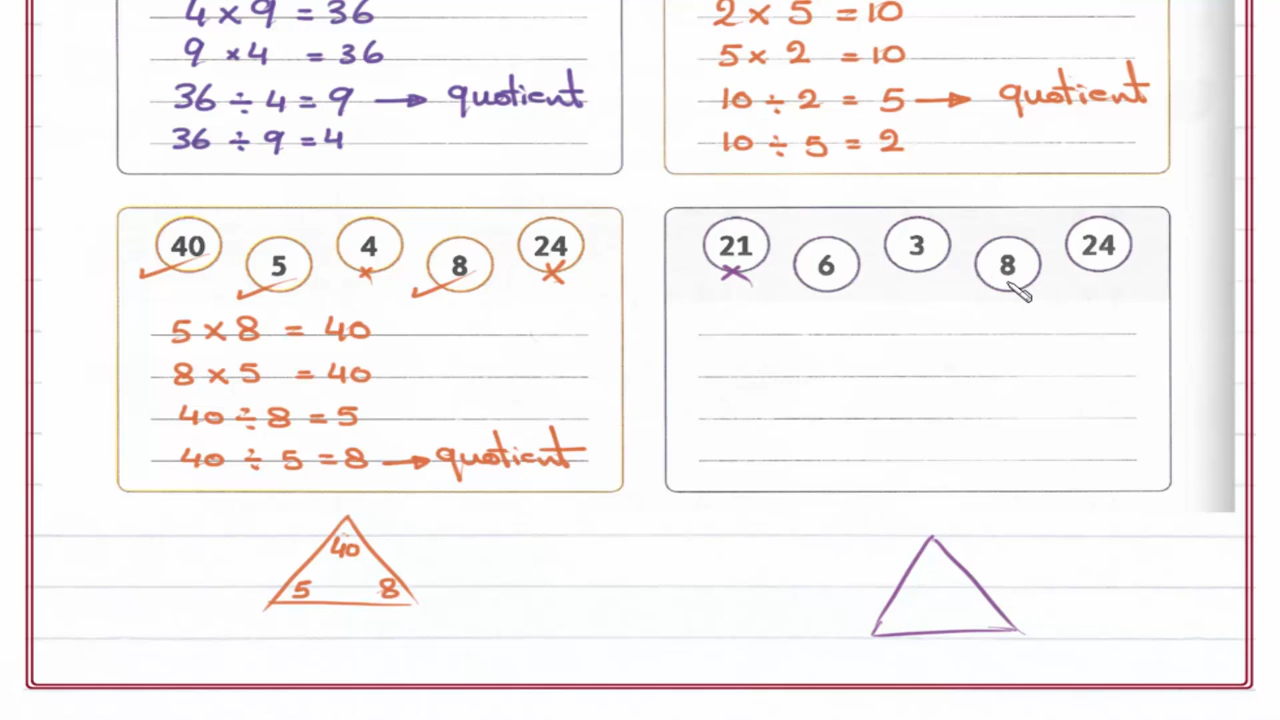 4 × 9 = 36
9 × 4 = 36
36 ÷ 4 = 9 → quotient
36 ÷ 9 = 4
2 × 5 = 10
5 × 2 = 10
10 ÷ 2 = 5 → quotient
10 ÷ 5 = 2
40 5 4 8 24
5 × 8 = 40
8 × 5 = 40
40 ÷ 8 = 5
40 ÷ 5 = 8 → quotient
21 6 3 8 24
40
5 8